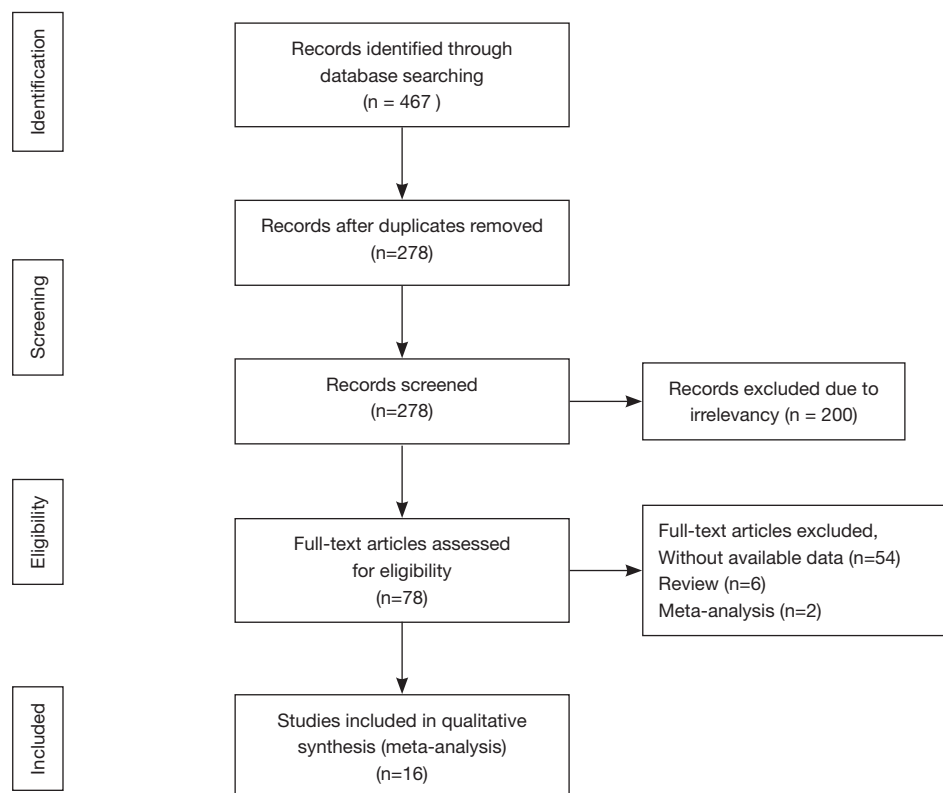 Identification
Records identified through
database searching
(n = 467 )
Records after duplicates removed
(n=278)
Screening
Records screened
(n=278)
Records excluded due to
irrelevancy (n = 200)
Eligibility
Full-text articles assessed
for eligibility
(n=78)
Full-text articles excluded,
Without available data (n=54)
Review (n=6)
Meta-analysis (n=2)
Included
Studies included in qualitative
synthesis (meta-analysis)
(n=16)